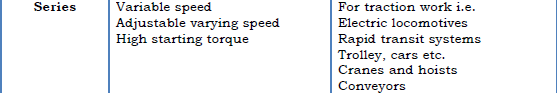 Series Variable speed For traction work i.e.
Adjustable varying speed Electric locomotives
High starting torque Rapid transit systems
Trolley, cars etc.
Cranes and hoists
Conveyors